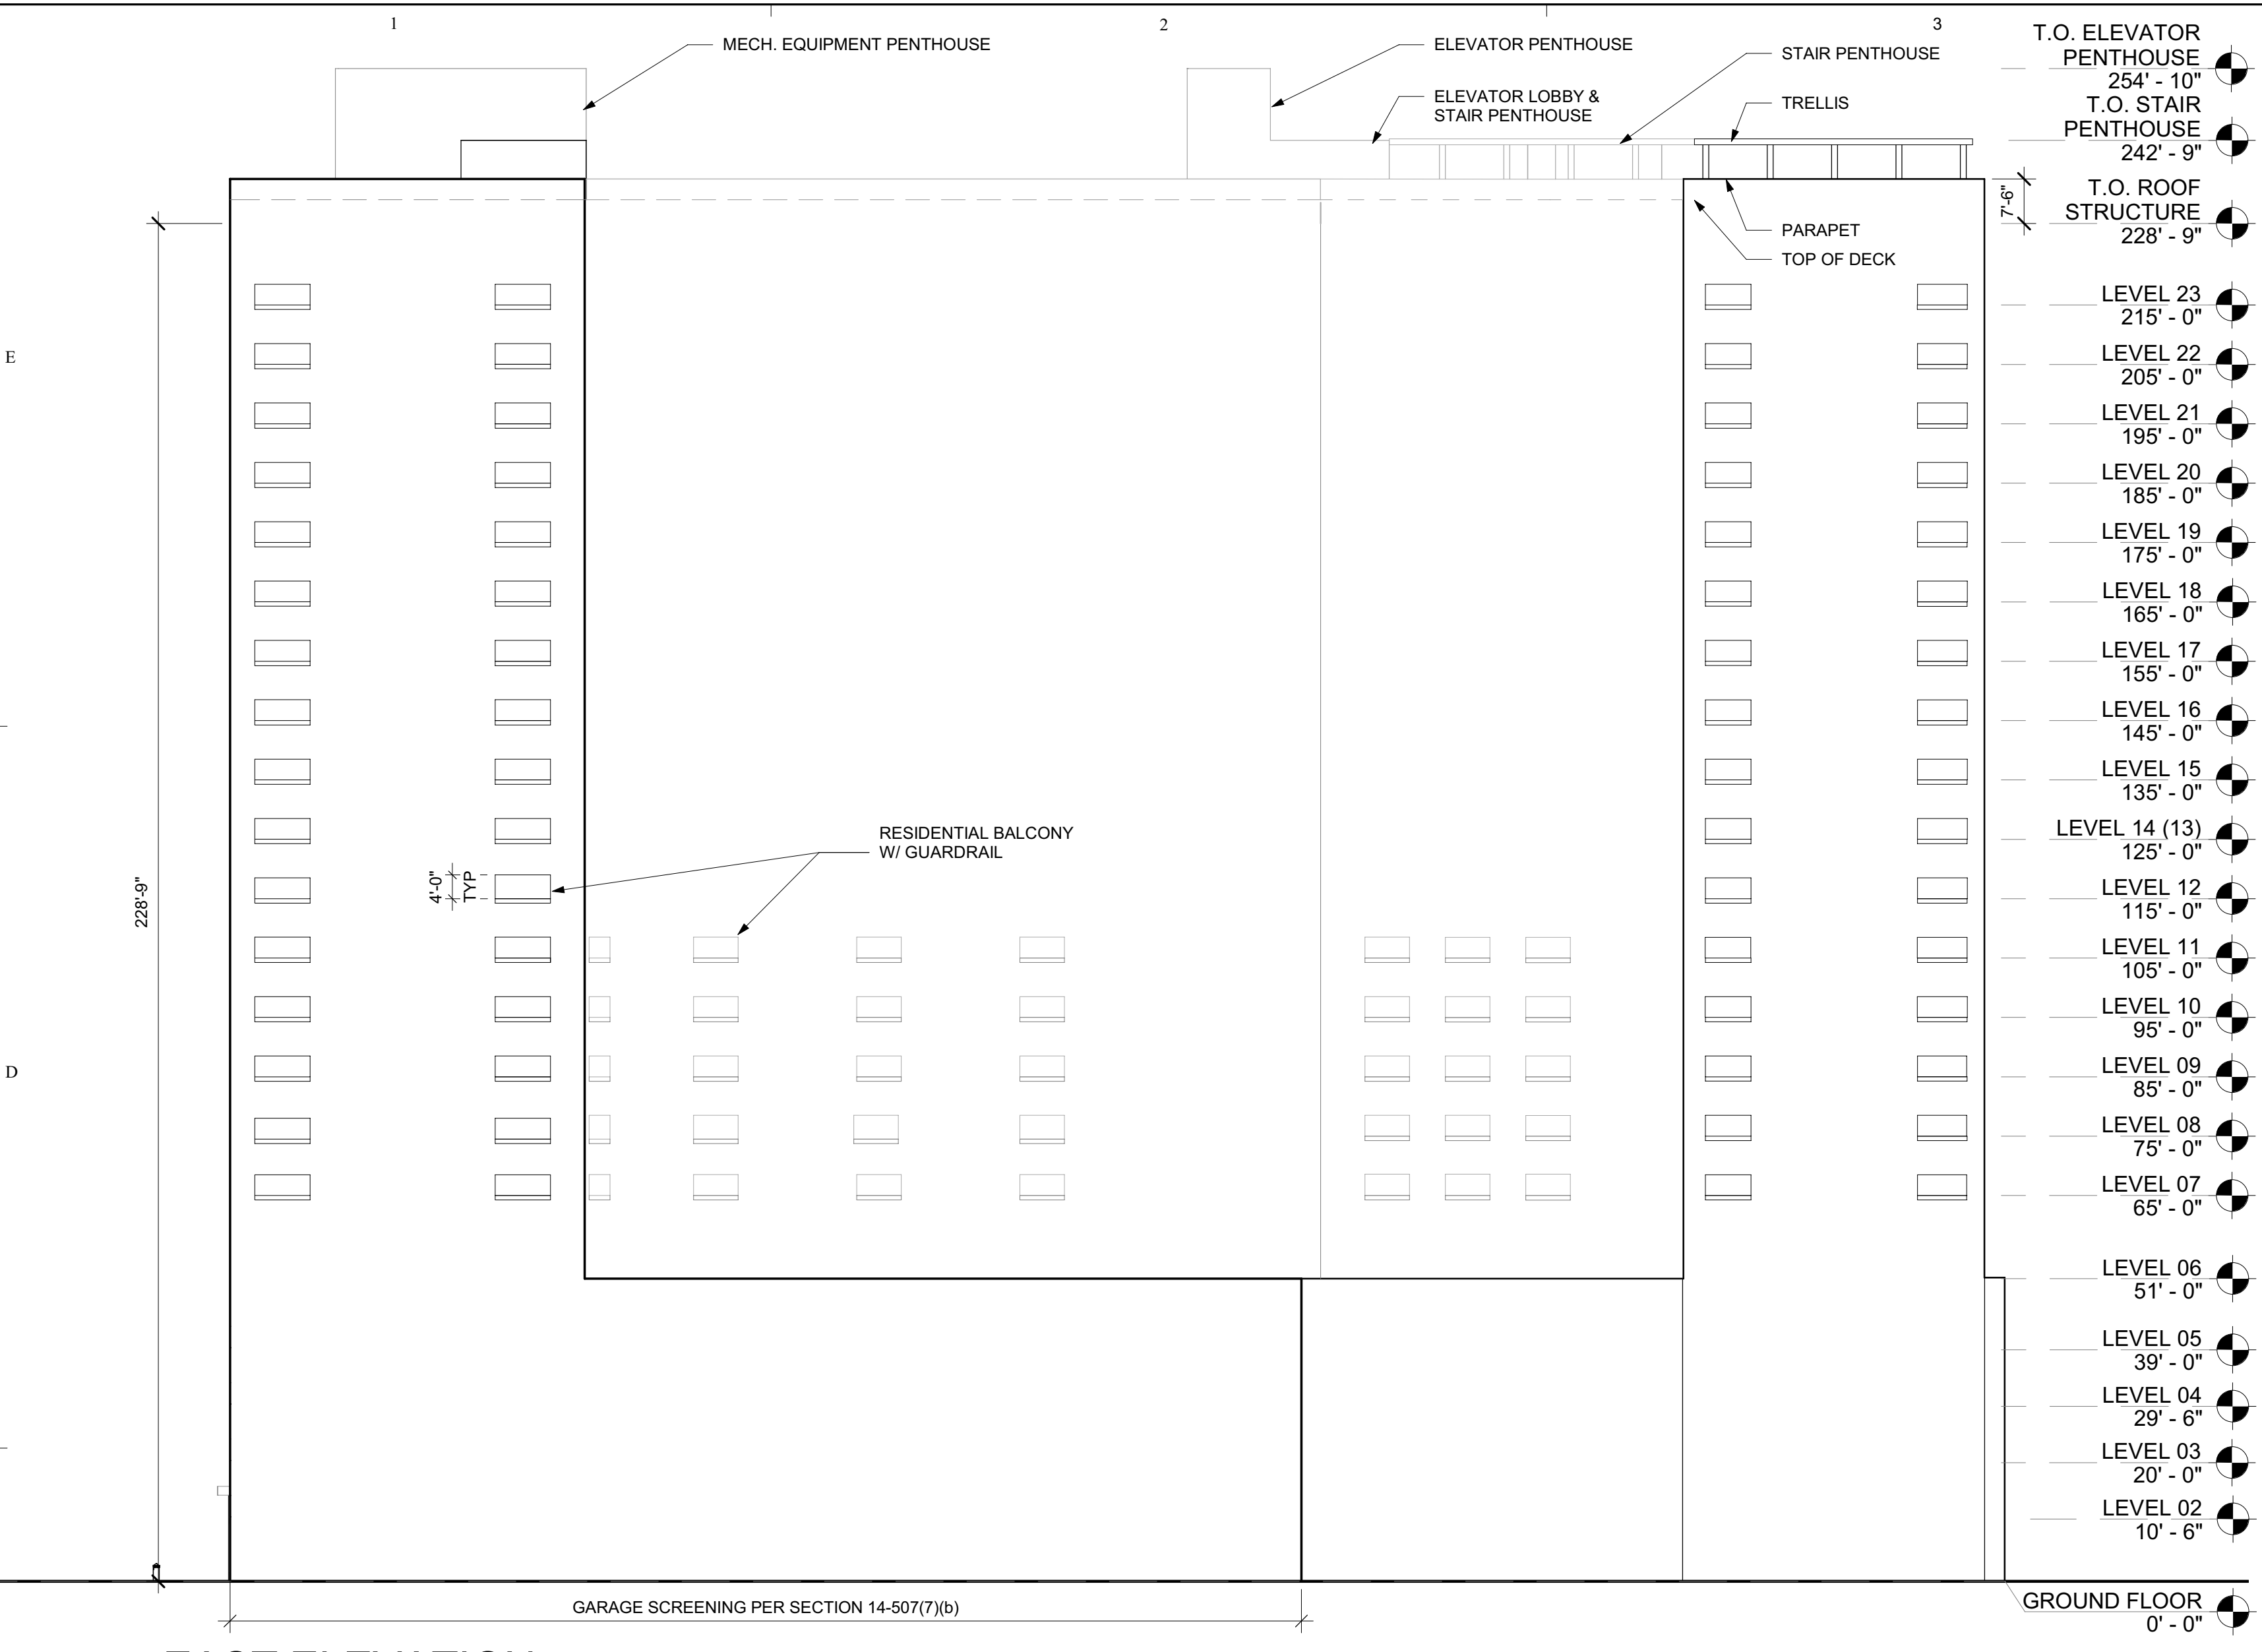 1
2
3
MECH. EQUIPMENT PENTHOUSE
ELEVATOR PENTHOUSE
STAIR PENTHOUSE
ELEVATOR LOBBY &
STAIR PENTHOUSE
TRELLIS
PARAPET
TOP OF DECK
7'-6"
T.O. ELEVATOR
PENTHOUSE
254' - 10"
T.O. STAIR
PENTHOUSE
242' - 9"
T.O. ROOF
STRUCTURE
228' - 9"
LEVEL 23
215' - 0"
E
LEVEL 22
205' - 0"
LEVEL 21
195' - 0"
LEVEL 20
185' - 0"
LEVEL 19
175' - 0"
LEVEL 18
165' - 0"
LEVEL 17
155' - 0"
LEVEL 16
145' - 0"
LEVEL 15
135' - 0"
LEVEL 14 (13)
125' - 0"
RESIDENTIAL BALCONY
W/ GUARDRAIL
228'-9"
4'-0"
TYP
LEVEL 12
115' - 0"
LEVEL 11
105' - 0"
LEVEL 10
95' - 0"
D
LEVEL 09
85' - 0"
LEVEL 08
75' - 0"
LEVEL 07
65' - 0"
LEVEL 06
51' - 0"
LEVEL 05
39' - 0"
LEVEL 04
29' - 6"
LEVEL 03
20' - 0"
LEVEL 02
10' - 6"
GROUND FLOOR
0' - 0"
GARAGE SCREENING PER SECTION 14-507(7)(b)